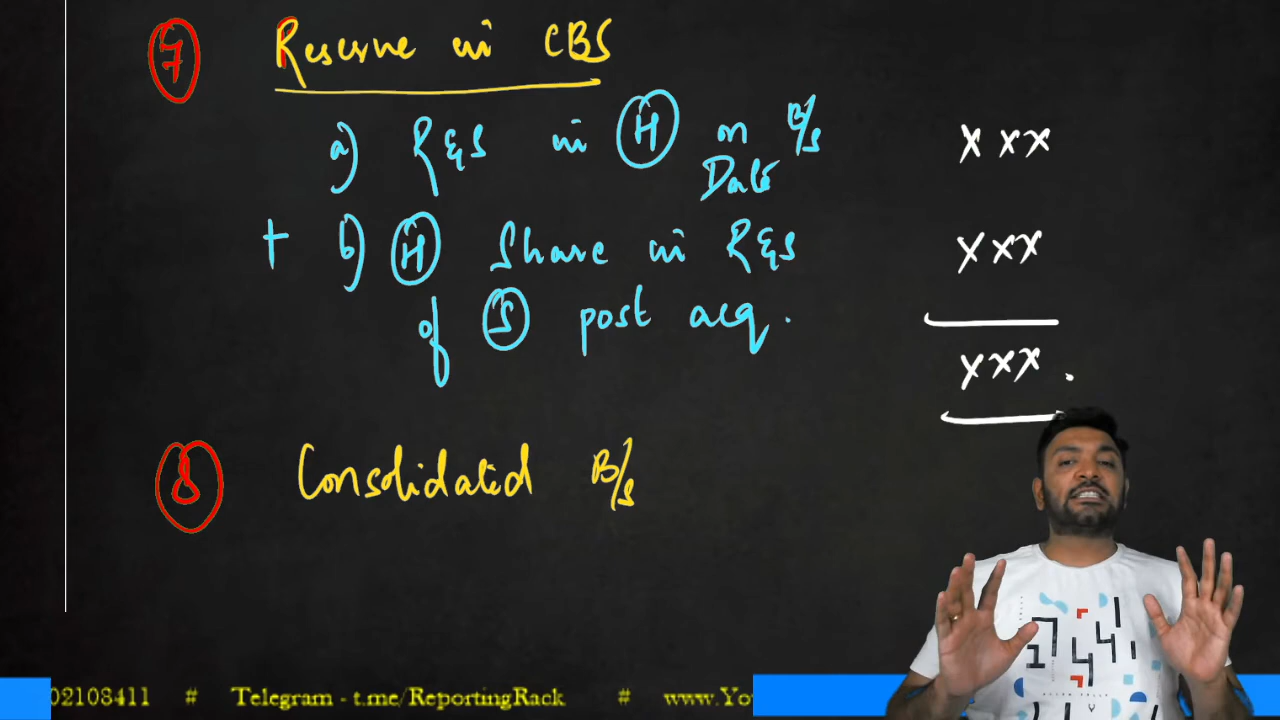 7 Reserve in CBS
a) R&S in H on B/s Date xxx
+ b) H Share in R&S xxx
of S post acq.
xxx.
8 Consolidated B/s
02108411 # Telegram - t.me/ReportingRack # www.Yo